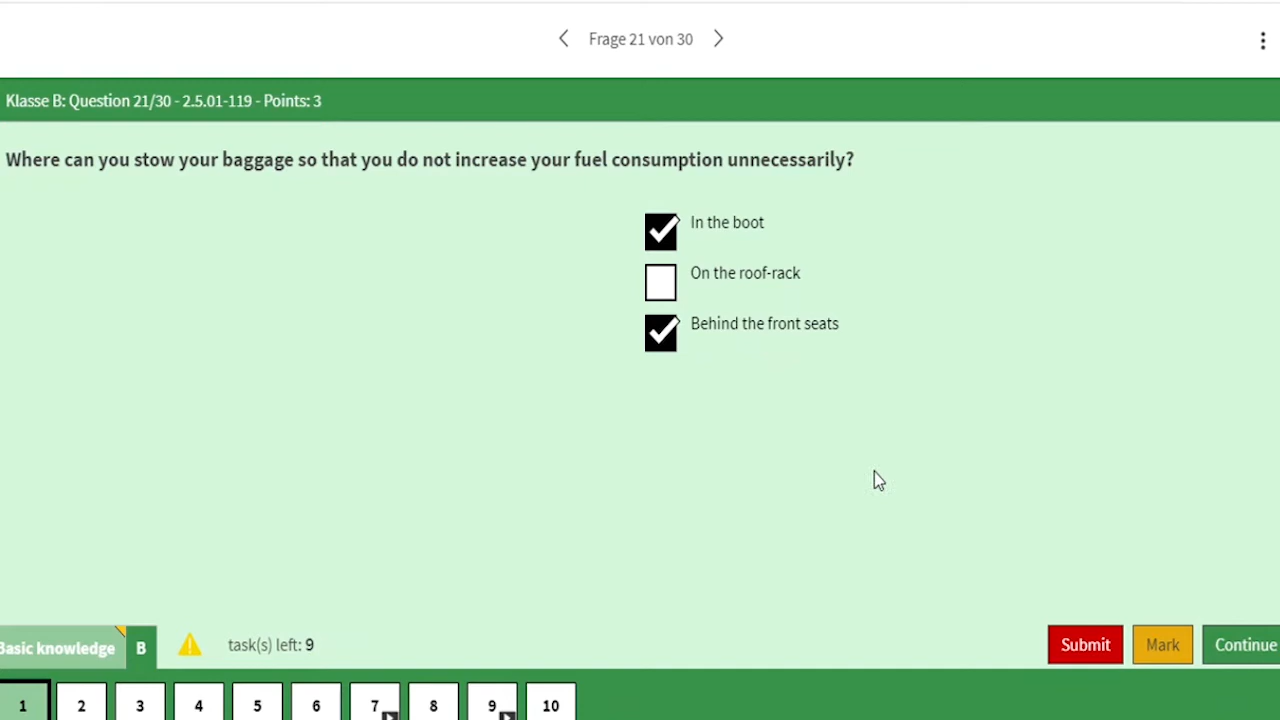 Frage 21 von 30
Klasse B: Question 21/30 - 2.5.01-119 - Points: 3
Where can you stow your baggage so that you do not increase your fuel consumption unnecessarily?
In the boot
On the roof-rack
Behind the front seats
Basic knowledge B task(s) left: 9 Submit Mark Continue
1 2 3 4 5 6 7 8 9 10